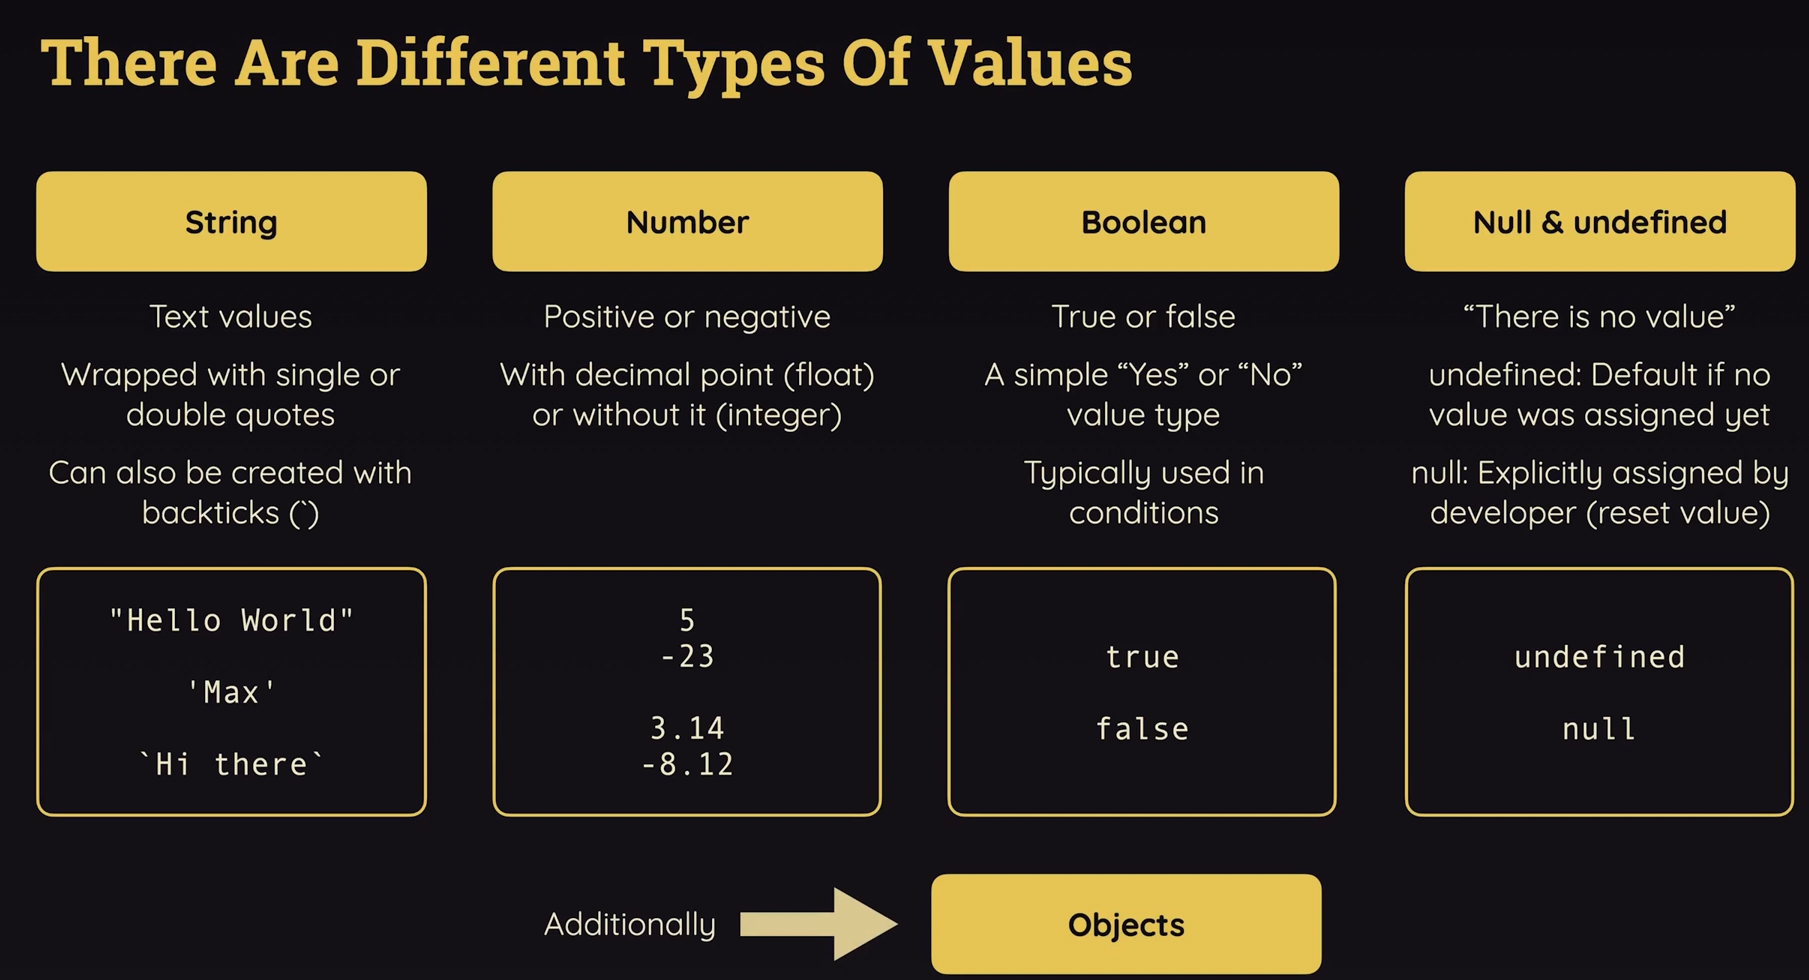 There Are Different Types Of Values
String
Text values
Wrapped with single or
double quotes
Can also be created with
backticks (`)
"Hello World"
'Max'
`Hi there`
Number
Positive or negative
With decimal point (float)
or without it (integer)
5
-23
3.14
-8.12
Boolean
True or false
A simple “Yes” or “No”
value type
Typically used in
conditions
true
false
Null & undefined
“There is no value”
undefined: Default if no
value was assigned yet
null: Explicitly assigned by
developer (reset value)
undefined
null
Additionally
Objects